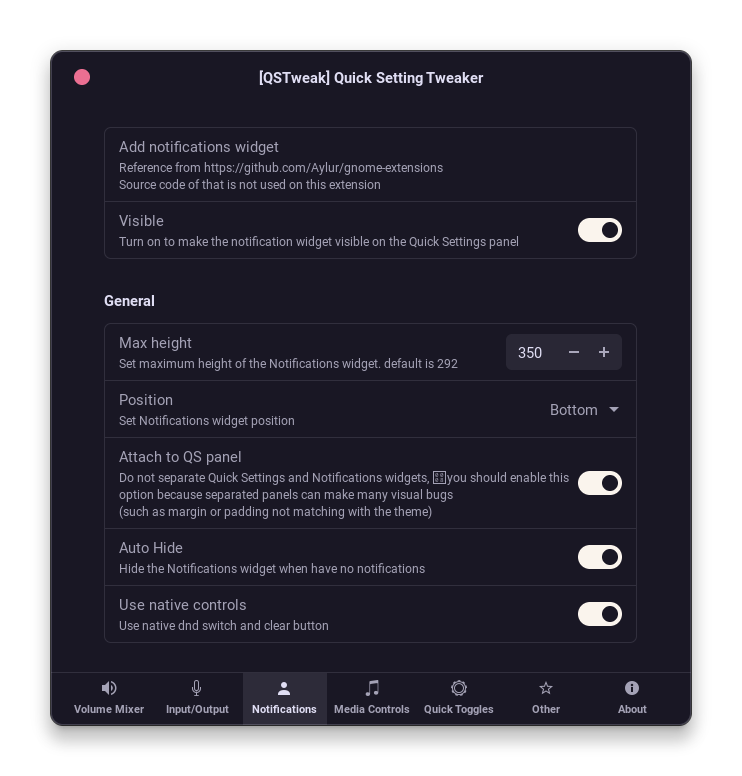 [QSTweak] Quick Setting Tweaker
Add notifications widget
Reference from https://github.com/Aylur/gnome-extensions
Source code of that is not used on this extension
Visible
Turn on to make the notification widget visible on the Quick Settings panel
General
Max height
Set maximum height of the Notifications widget. default is 292
350
Position
Set Notifications widget position
Bottom
Attach to QS panel
Do not separate Quick Settings and Notifications widgets, you should enable this
option because separated panels can make many visual bugs
(such as margin or padding not matching with the theme)
Auto Hide
Hide the Notifications widget when have no notifications
Use native controls
Use native dnd switch and clear button
Volume Mixer
Input/Output
Notifications
Media Controls
Quick Toggles
Other
About